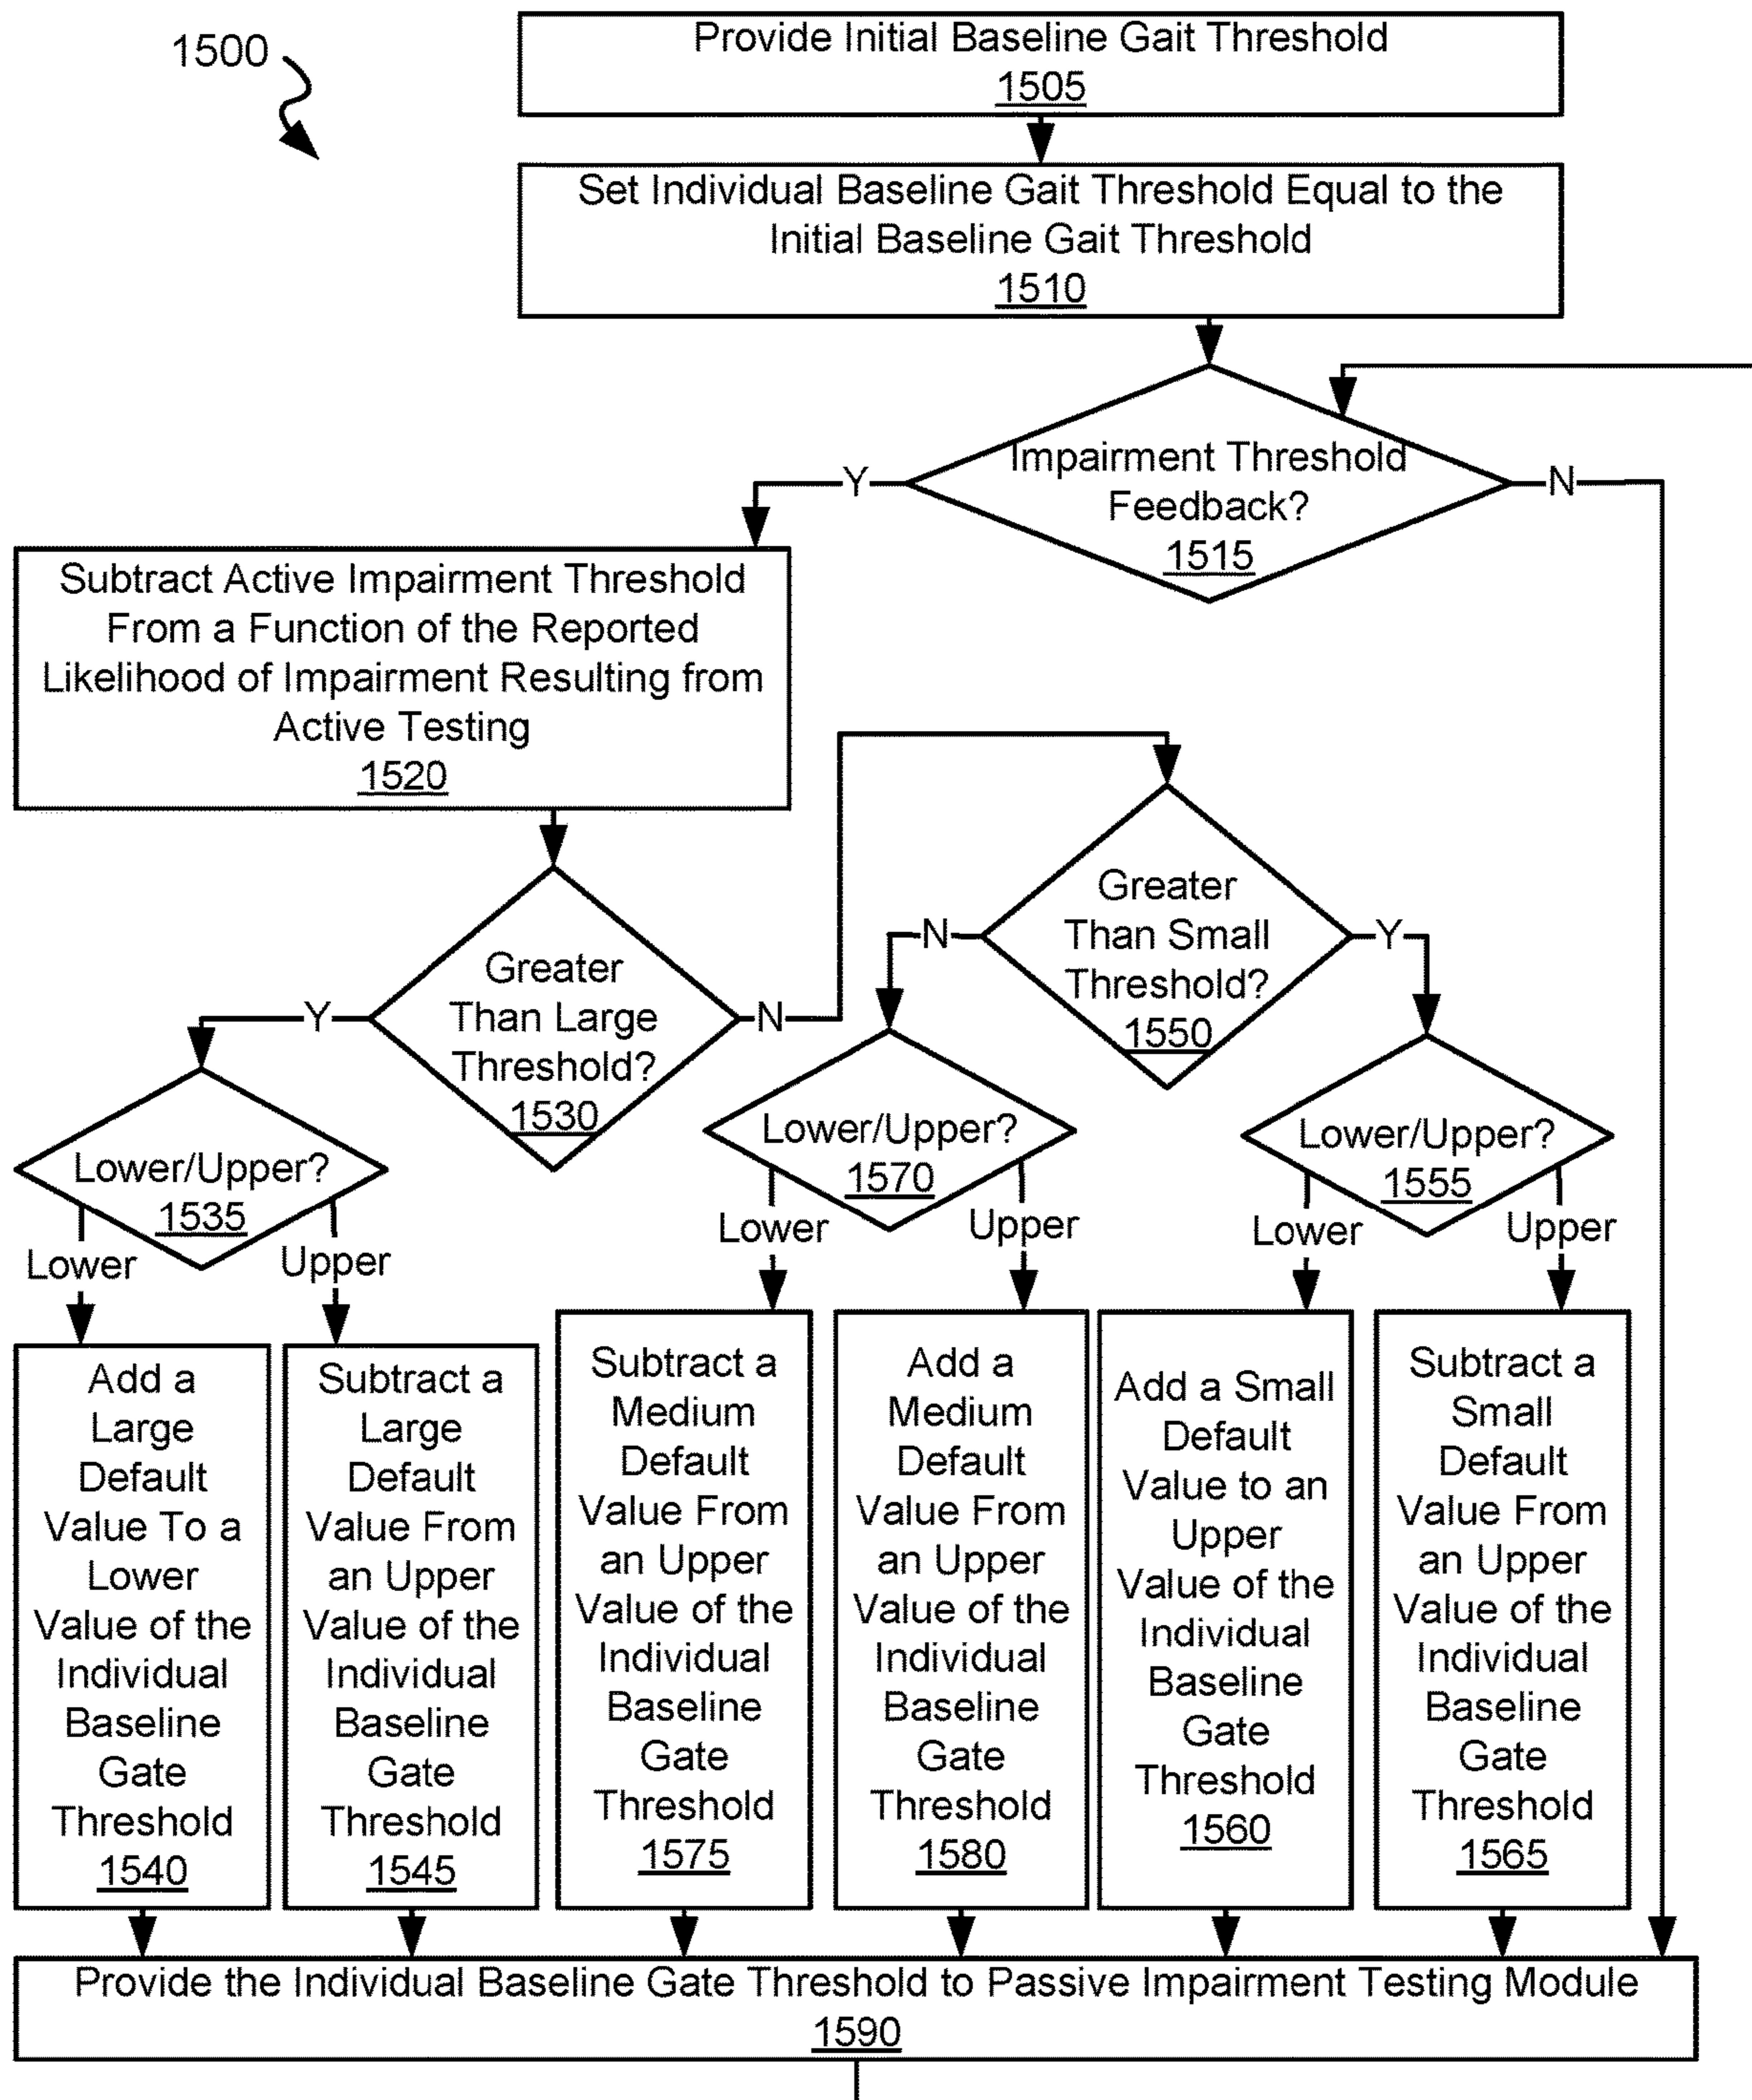 1500
Provide Initial Baseline Gait Threshold
1505
Set Individual Baseline Gait Threshold Equal to the
Initial Baseline Gait Threshold
1510
Impairment Threshold
Feedback?
1515
Y
N
Subtract Active Impairment Threshold
From a Function of the Reported
Likelihood of Impairment Resulting from
Active Testing
1520
Greater
Than Large
Threshold?
1530
Y
N
Greater
Than Small
Threshold?
1550
N
Y
Lower/Upper?
1535
Lower
Upper
Lower/Upper?
1570
Lower
Upper
Lower/Upper?
1555
Lower
Upper
Add a
Large
Default
Value To a
Lower
Value of the
Individual
Baseline
Gate
Threshold
1540
Subtract a
Large
Default
Value From
an Upper
Value of the
Individual
Baseline
Gate
Threshold
1545
Subtract a
Medium
Default
Value From
an Upper
Value of the
Individual
Baseline
Gate
Threshold
1575
Add a
Medium
Default
Value From
an Upper
Value of the
Individual
Baseline
Gate
Threshold
1580
Add a Small
Default
Value to an
Upper
Value of the
Individual
Baseline
Gate
Threshold
1560
Subtract a
Small
Default
Value From
an Upper
Value of the
Individual
Baseline
Gate
Threshold
1565
Provide the Individual Baseline Gate Threshold to Passive Impairment Testing Module
1590